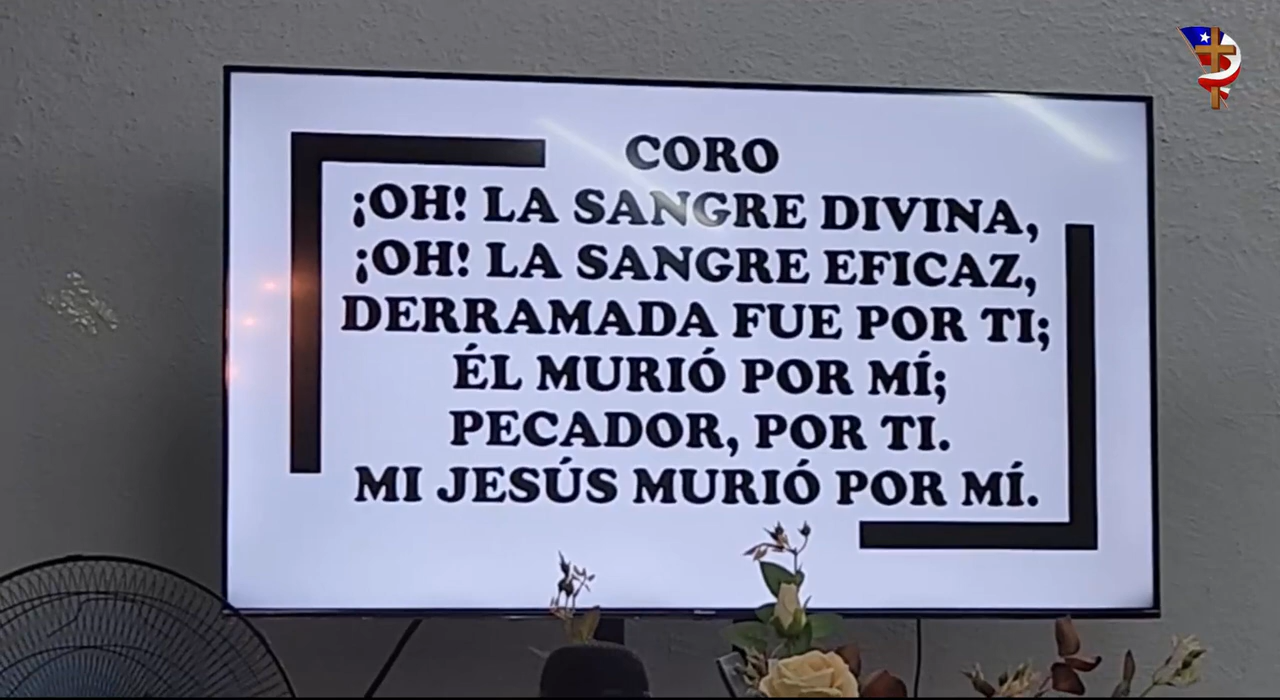 CORO
¡OH! LA SANGRE DIVINA,
¡OH! LA SANGRE EFICAZ,
DERRAMADA FUE POR TI;
ÉL MURIÓ POR MÍ;
PECADOR, POR TI.
MI JESÚS MURIÓ POR MÍ.